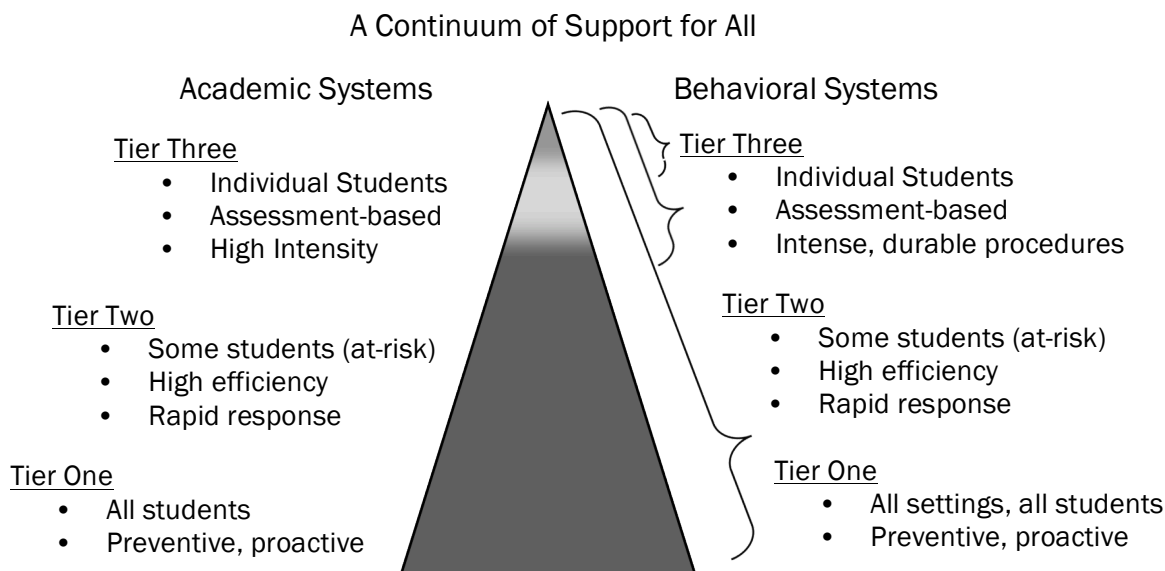 A Continuum of Support for All
Academic Systems
Tier Three
• Individual Students
• Assessment-based
• High Intensity
Tier Two
• Some students (at-risk)
• High efficiency
• Rapid response
Tier One
• All students
• Preventive, proactive
Behavioral Systems
Tier Three
• Individual Students
• Assessment-based
• Intense, durable procedures
Tier Two
• Some students (at-risk)
• High efficiency
• Rapid response
Tier One
• All settings, all students
• Preventive, proactive